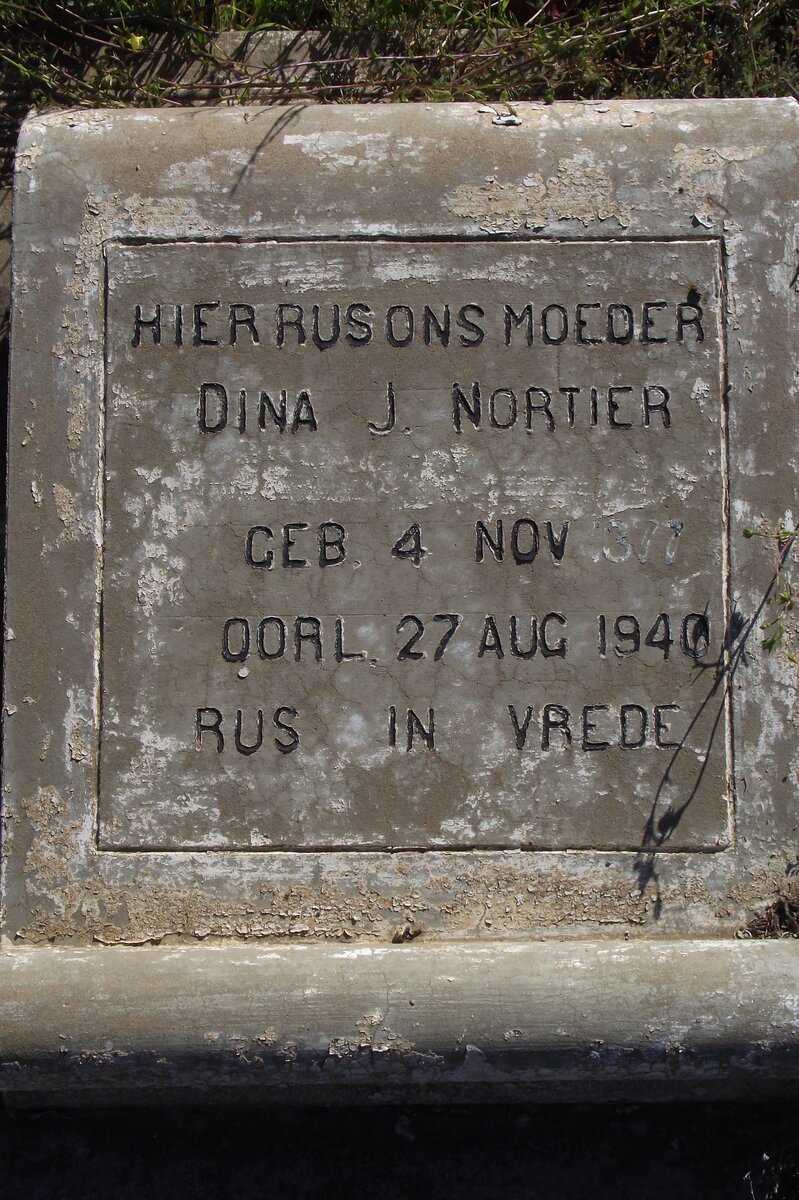 HIER RUS ONS MOEDER
DINA J. NORTIER
GEB. 4 NOV
OORL. 27 AUG 1940
RUS IN VREDE